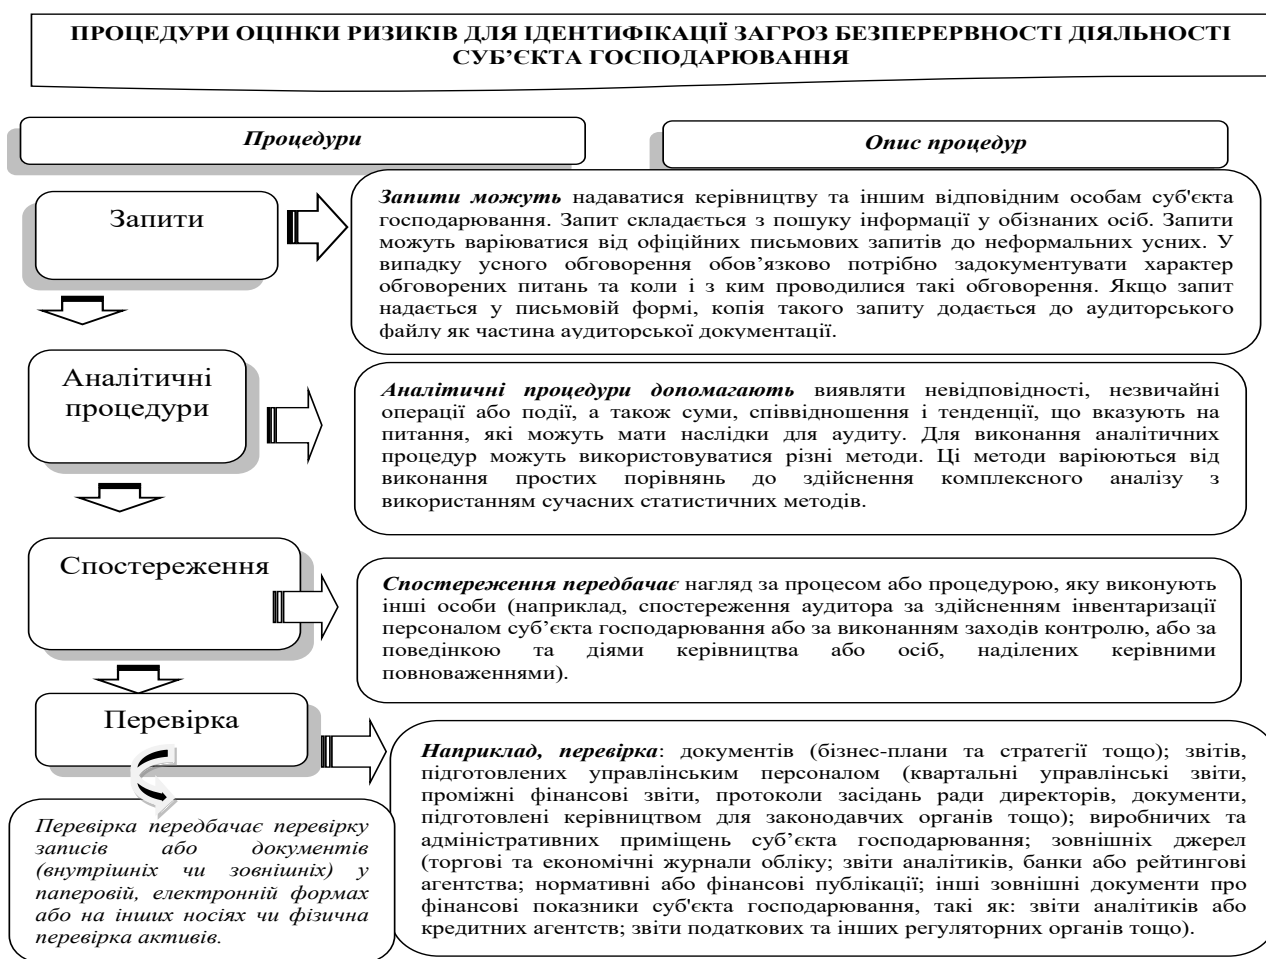 ПРОЦЕДУРИ ОЦІНКИ РИЗИКІВ ДЛЯ ІДЕНТИФІКАЦІЇ ЗАГРОЗ БЕЗПЕРЕРВНОСТІ ДІЯЛЬНОСТІ
СУБ’ЄКТА ГОСПОДАРЮВАННЯ
Процедури
Опис процедур
Запити
Запити можуть надаватися керівництву та іншим відповідним особам суб'єкта
господарювання. Запит складається з пошуку інформації у обізнаних осіб. Запити
можуть варіюватися від офіційних письмових запитів до неформальних усних. У
випадку усного обговорення обов’язково потрібно задокументувати характер
обговорених питань та коли і з ким проводилися такі обговорення. Якщо запит
надається у письмовій формі, копія такого запиту додається до аудиторського
файлу як частина аудиторської документації.
Аналітичні
процедури
Аналітичні процедури допомагають виявляти невідповідності, незвичайні
операції або події, а також суми, співвідношення і тенденції, що вказують на
питання, які можуть мати наслідки для аудиту. Для виконання аналітичних
процедур можуть використовуватися різні методи. Ці методи варіюються від
виконання простих порівнянь до здійснення комплексного аналізу з
використанням сучасних статистичних методів.
Спостереження
Спостереження передбачає нагляд за процесом або процедурою, яку виконують
інші особи (наприклад, спостереження аудитора за здійсненням інвентаризації
персоналом суб’єкта господарювання або за виконанням заходів контролю, або за
поведінкою та діями керівництва або осіб, наділених керівними
повноваженнями).
Перевірка
Наприклад, перевірка: документів (бізнес-плани та стратегії тощо); звітів,
підготовлених управлінським персоналом (квартальні управлінські звіти,
проміжні фінансові звіти, протоколи засідань ради директорів, документи,
підготовлені керівництвом для законодавчих органів тощо); виробничих та
адміністративних приміщень суб’єкта господарювання; зовнішніх джерел
(торгові та економічні журнали обліку; звіти аналітиків, банки або рейтингові
агентства; нормативні або фінансові публікації; інші зовнішні документи про
фінансові показники суб'єкта господарювання, такі як: звіти аналітиків або
кредитних агентств; звіти податкових та інших регуляторних органів тощо).
Перевірка передбачає перевірку
записів або документів
(внутрішніх чи зовнішніх) у
паперовій, електронній формах
або на інших носіях чи фізична
перевірка активів.